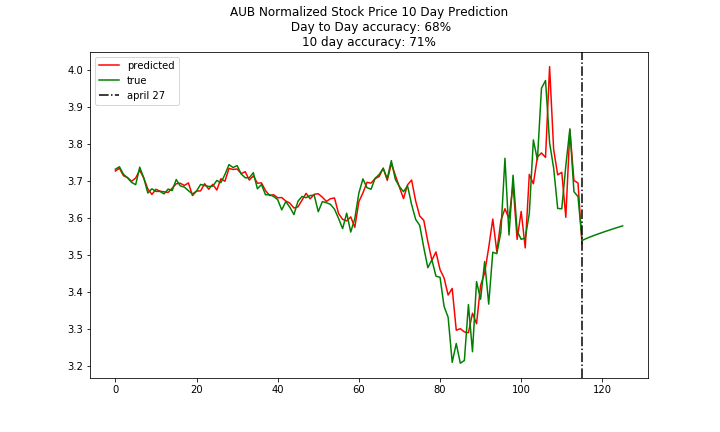 AUB Normalized Stock Price 10 Day Prediction
Day to Day accuracy: 68%
10 day accuracy: 71%
predicted
true
april 27
4.0
3.9
3.8
3.7
3.6
3.5
3.4
3.3
3.2
0 20 40 60 80 100 120